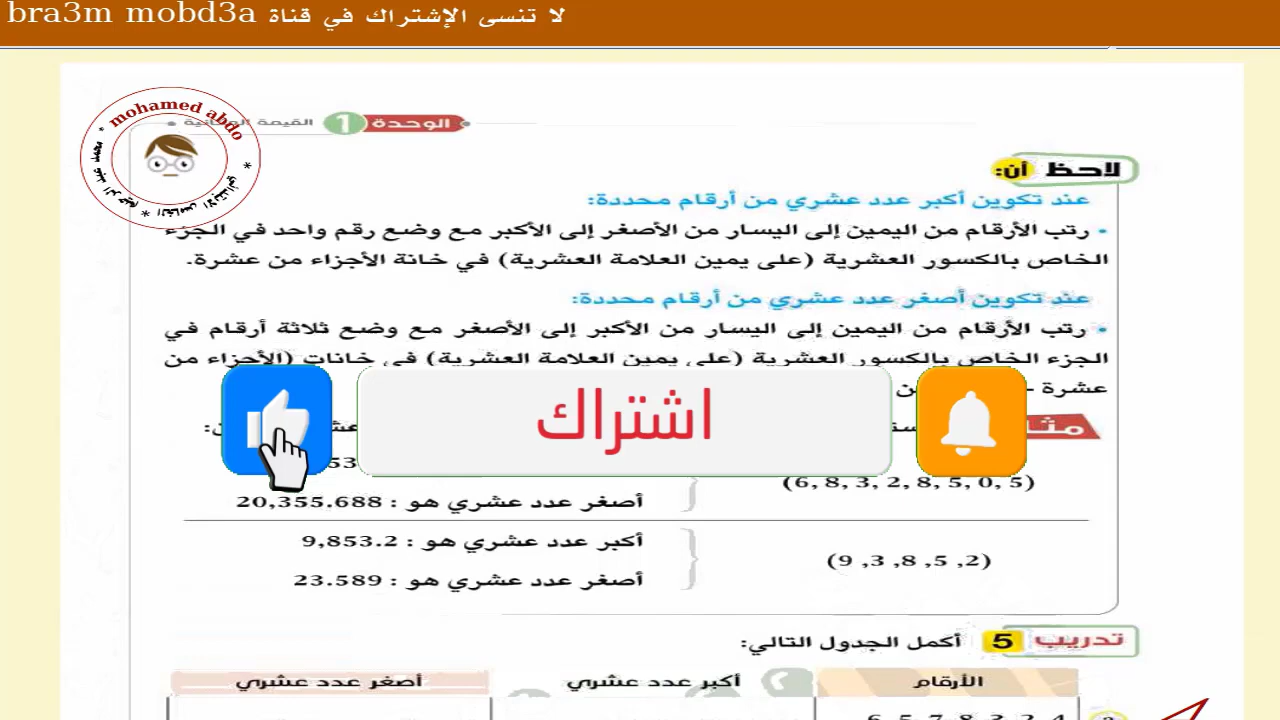 لا تنسى الإشتراك في قناة bra3m mobd3a
mohamed abdo
الوحدة 1 القيمة
لاحظ أن:
عند تكوين أكبر عدد عشري من أرقام محددة:
• رتب الأرقام من اليمين إلى اليسار من الأصغر إلى الأكبر مع وضع رقم واحد في الجزء
الخاص بالكسور العشرية (على يمين العلامة العشرية) في خانة الأجزاء من عشرة.
عند تكوين أصغر عدد عشري من أرقام محددة:
• رتب الأرقام من اليمين إلى اليسار من الأكبر إلى الأصغر مع وضع ثلاثة أرقام في
الجزء الخاص بالكسور العشرية (على يمين العلامة العشرية) في خانات (الأجزاء من
عشرة -
اشتراك
(6, 8, 3, 2, 8, 5, 0, 5)
أصغر عدد عشري هو : 20,355.688
أكبر عدد عشري هو : 9,853.2
(9 ,3 ,8 ,5 ,2)
أصغر عدد عشري هو : 23.589
تدريب 5 أكمل الجدول التالي:
الأرقام أكبر عدد عشري أصغر عدد عشري